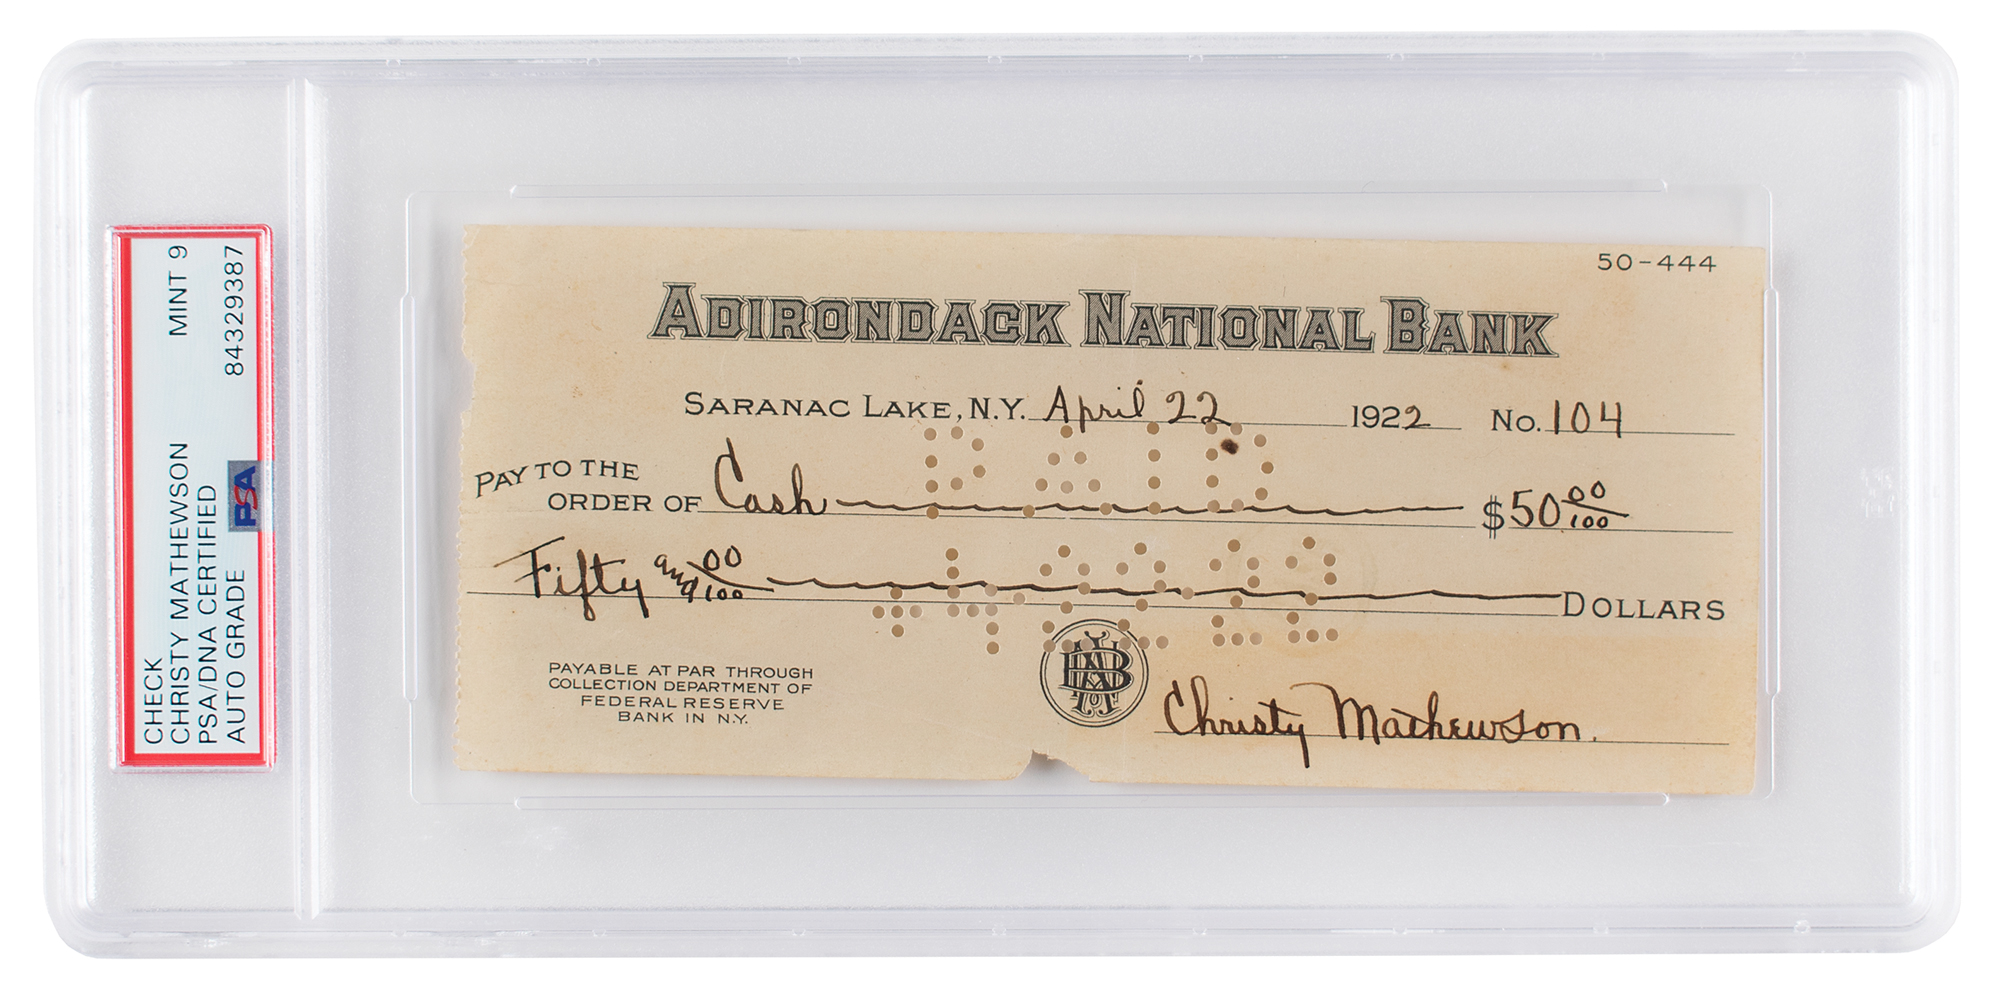 CHECK
CHRISTY MATHEWSON
PSA/DNA CERTIFIED
AUTO GRADE
MINT 9
84329387
PSA
50-444
ADIRONDACK NATIONAL BANK
SARANAC LAKE, N.Y. April 22 1922 No. 104
PAY TO THE
ORDER OF Cash $50 00/100
PAID
Fifty and 00/100 DOLLARS
PAYABLE AT PAR THROUGH
COLLECTION DEPARTMENT OF
FEDERAL RESERVE
BANK IN N.Y.
Christy Mathewson.